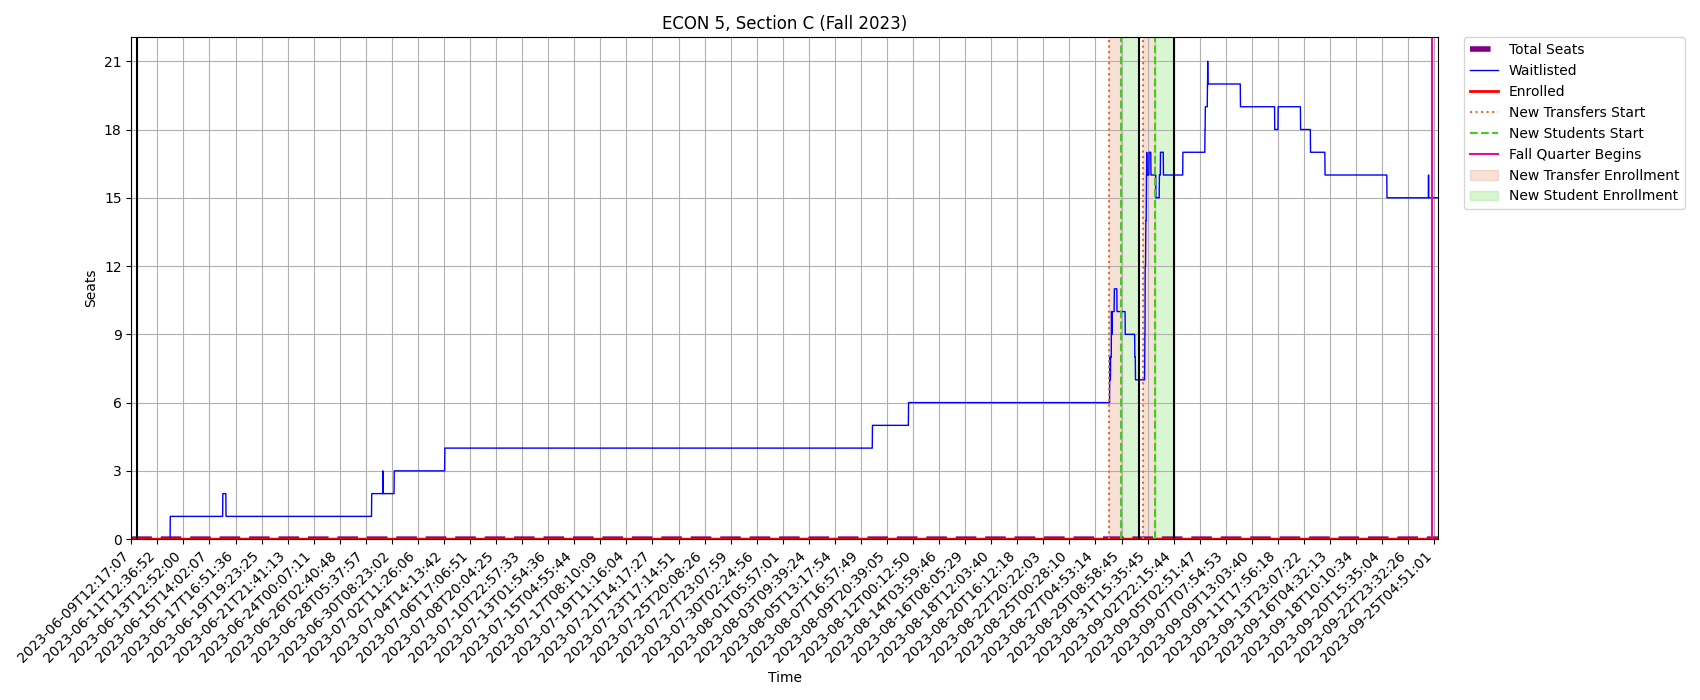 ECON 5, Section C (Fall 2023)
Total Seats
Waitlisted
Enrolled
New Transfers Start
New Students Start
Fall Quarter Begins
New Transfer Enrollment
New Student Enrollment
Seats
21
18
15
12
9
6
3
0
2023-06-09T12:17:07
2023-06-11T12:36:52
2023-06-13T12:52:00
2023-06-15T14:02:07
2023-06-17T16:51:36
2023-06-19T19:23:25
2023-06-21T21:41:13
2023-06-24T00:07:11
2023-06-26T02:40:48
2023-06-28T05:37:57
2023-06-30T08:23:02
2023-07-02T11:26:06
2023-07-04T14:13:42
2023-07-06T17:06:51
2023-07-08T20:04:25
2023-07-10T22:57:33
2023-07-13T01:54:36
2023-07-15T04:55:44
2023-07-17T08:10:09
2023-07-19T11:16:04
2023-07-21T14:17:27
2023-07-23T17:14:51
2023-07-25T20:08:26
2023-07-27T23:07:59
2023-07-30T02:24:56
2023-08-01T05:57:01
2023-08-03T09:39:24
2023-08-05T13:17:54
2023-08-07T16:57:49
2023-08-09T20:39:05
2023-08-12T00:12:50
2023-08-14T03:59:46
2023-08-16T08:05:29
2023-08-18T12:03:40
2023-08-20T16:12:18
2023-08-22T20:22:03
2023-08-25T00:28:10
2023-08-27T04:53:14
2023-08-29T08:58:45
2023-08-31T15:35:45
2023-09-02T22:15:44
2023-09-05T02:51:47
2023-09-07T07:54:53
2023-09-09T13:03:40
2023-09-11T17:56:18
2023-09-13T23:07:22
2023-09-16T04:32:13
2023-09-18T10:10:34
2023-09-20T15:35:04
2023-09-22T23:32:26
2023-09-25T04:51:01
Time